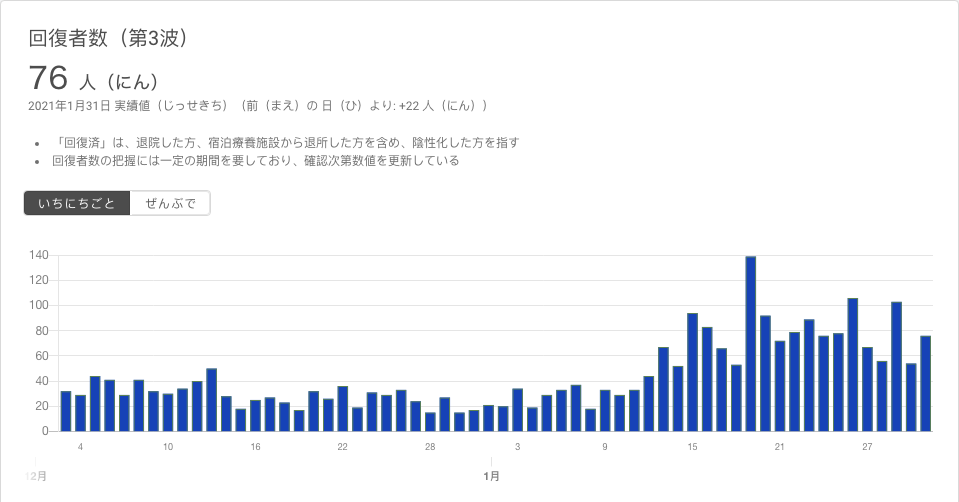 回復者数（第3波）
76 人（にん）
2021年1月31日 実績値（じっせきち）（前（まえ）の 日（ひ）より: +22 人（にん））
• 「回復済」は、退院した方、宿泊療養施設から退所した方を含め、陰性化した方を指す
• 回復者数の把握には一定の期間を要しており、確認次第数値を更新している
いちにちごと ぜんぶで
140
120
100
80
60
40
20
0
4 10 16 22 28 3 9 15 21 27
12月 1月